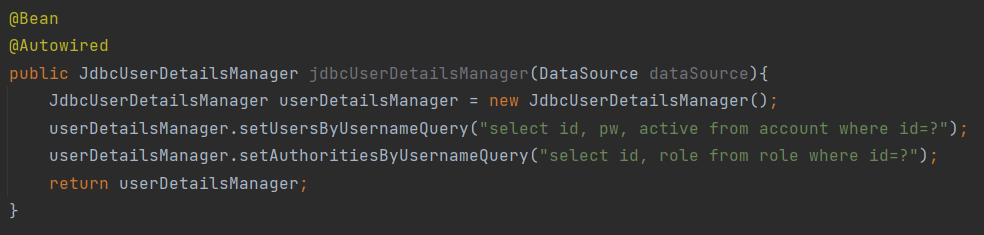 @Bean
@Autowired
public JdbcUserDetailsManager jdbcUserDetailsManager(DataSource dataSource){
    JdbcUserDetailsManager userDetailsManager = new JdbcUserDetailsManager();
    userDetailsManager.setUsersByUsernameQuery("select id, pw, active from account where id=?");
    userDetailsManager.setAuthoritiesByUsernameQuery("select id, role from role where id=?");
    return userDetailsManager;
}